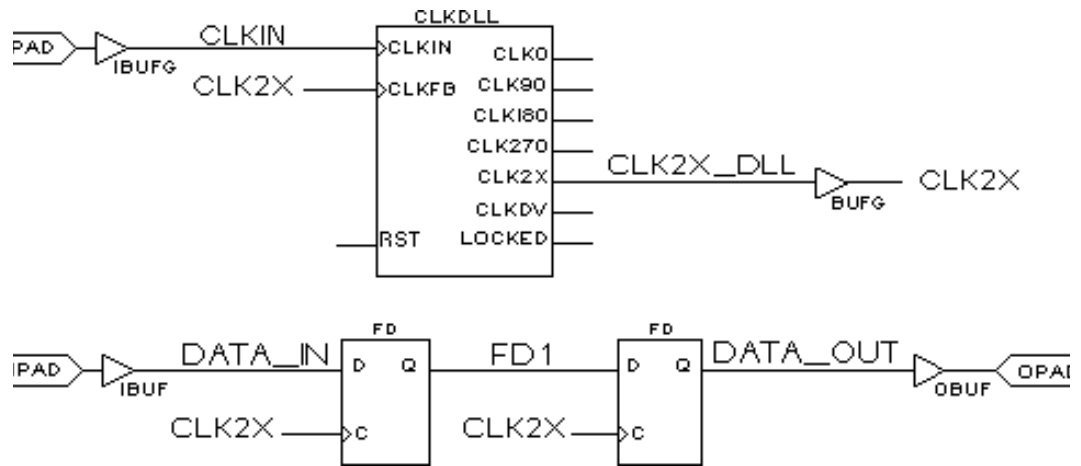 CLKDLL
PAD
IBUFG
CLKIN
CLKIN
CLK0
CLK2X
CLKFB
CLK90
CLK180
CLK270
CLK2X
CLK2X_DLL
BUFG
CLK2X
CLKDV
RST
LOCKED
FD
FD
IPAD
IBUF
DATA_IN
D
Q
FD1
D
Q
DATA_OUT
OBUF
OPAD
CLK2X
C
CLK2X
C